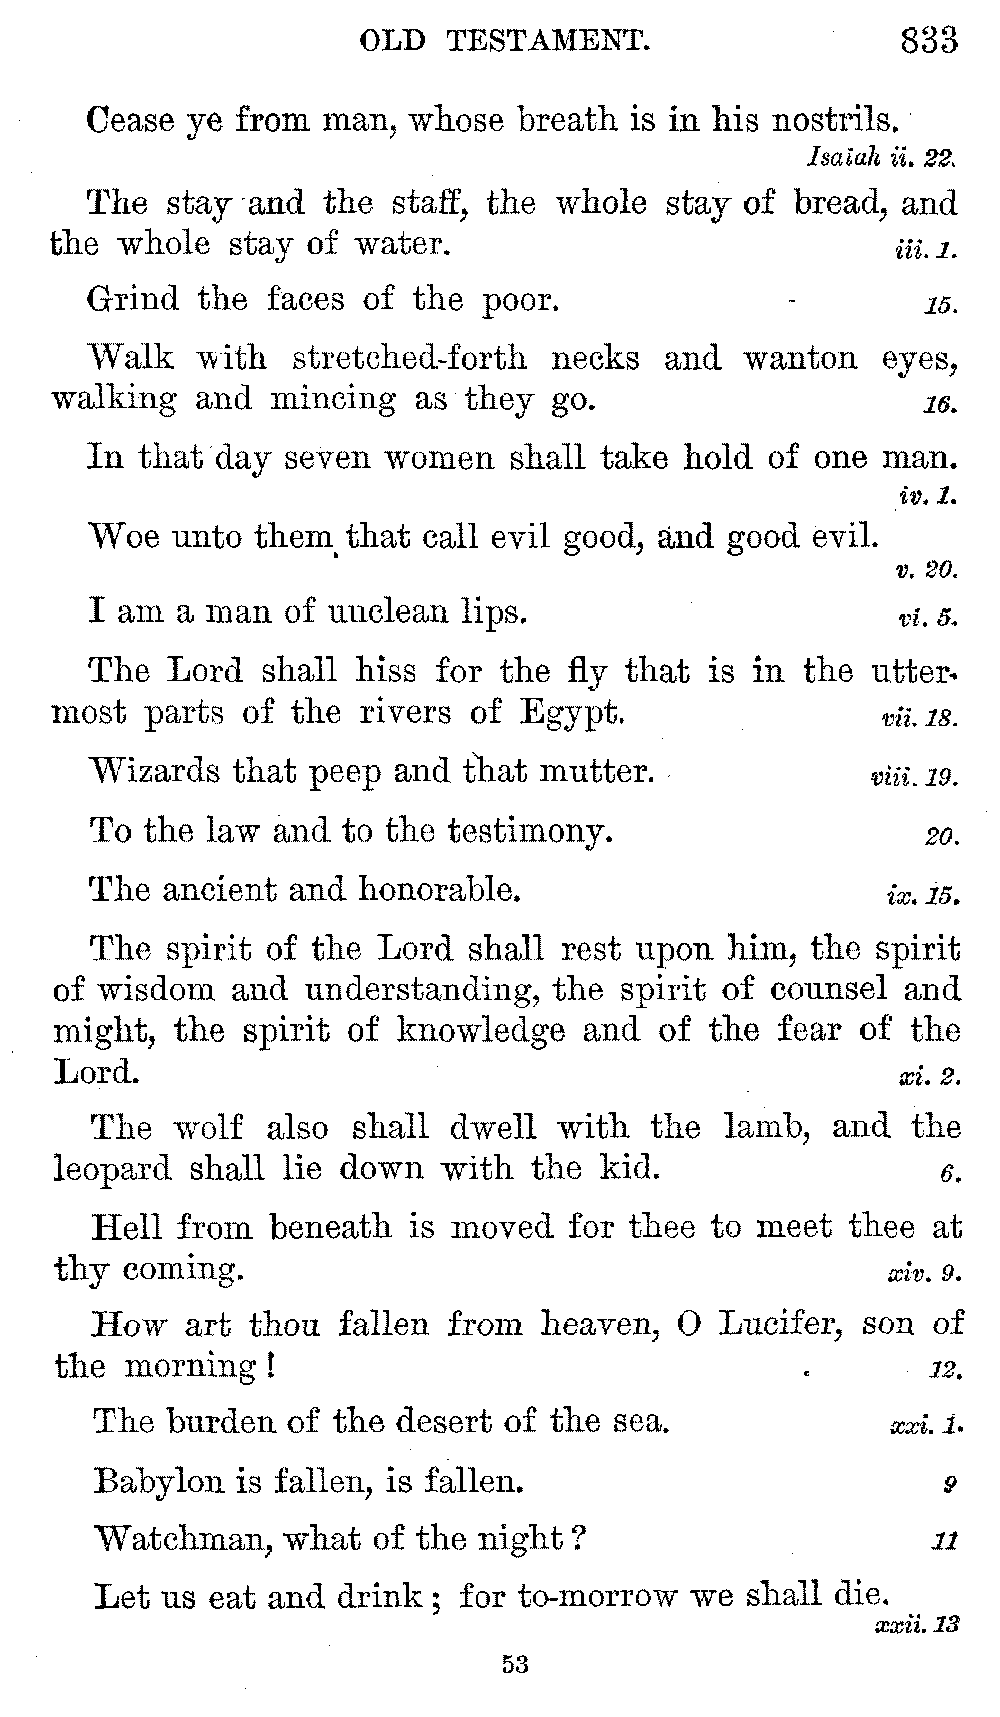 OLD TESTAMENT. 833
Cease ye from man, whose breath is in his nostrils.
Isaiah ii. 22.
The stay and the staff, the whole stay of bread, and
the whole stay of water. iii. 1.
Grind the faces of the poor. 15.
Walk with stretched-forth necks and wanton eyes,
walking and mincing as they go. 16.
In that day seven women shall take hold of one man.
iv. 1.
Woe unto them that call evil good, and good evil.
v. 20.
I am a man of unclean lips. vi. 5.
The Lord shall hiss for the fly that is in the utter-
most parts of the rivers of Egypt. vii. 18.
Wizards that peep and that mutter. viii. 19.
To the law and to the testimony. 20.
The ancient and honorable. ix. 15.
The spirit of the Lord shall rest upon him, the spirit
of wisdom and understanding, the spirit of counsel and
might, the spirit of knowledge and of the fear of the
Lord. xi. 2.
The wolf also shall dwell with the lamb, and the
leopard shall lie down with the kid. 6.
Hell from beneath is moved for thee to meet thee at
thy coming. xiv. 9.
How art thou fallen from heaven, O Lucifer, son of
the morning! 12.
The burden of the desert of the sea. xxi. 1.
Babylon is fallen, is fallen. 9
Watchman, what of the night? 11
Let us eat and drink; for to-morrow we shall die.
xxii. 13
53